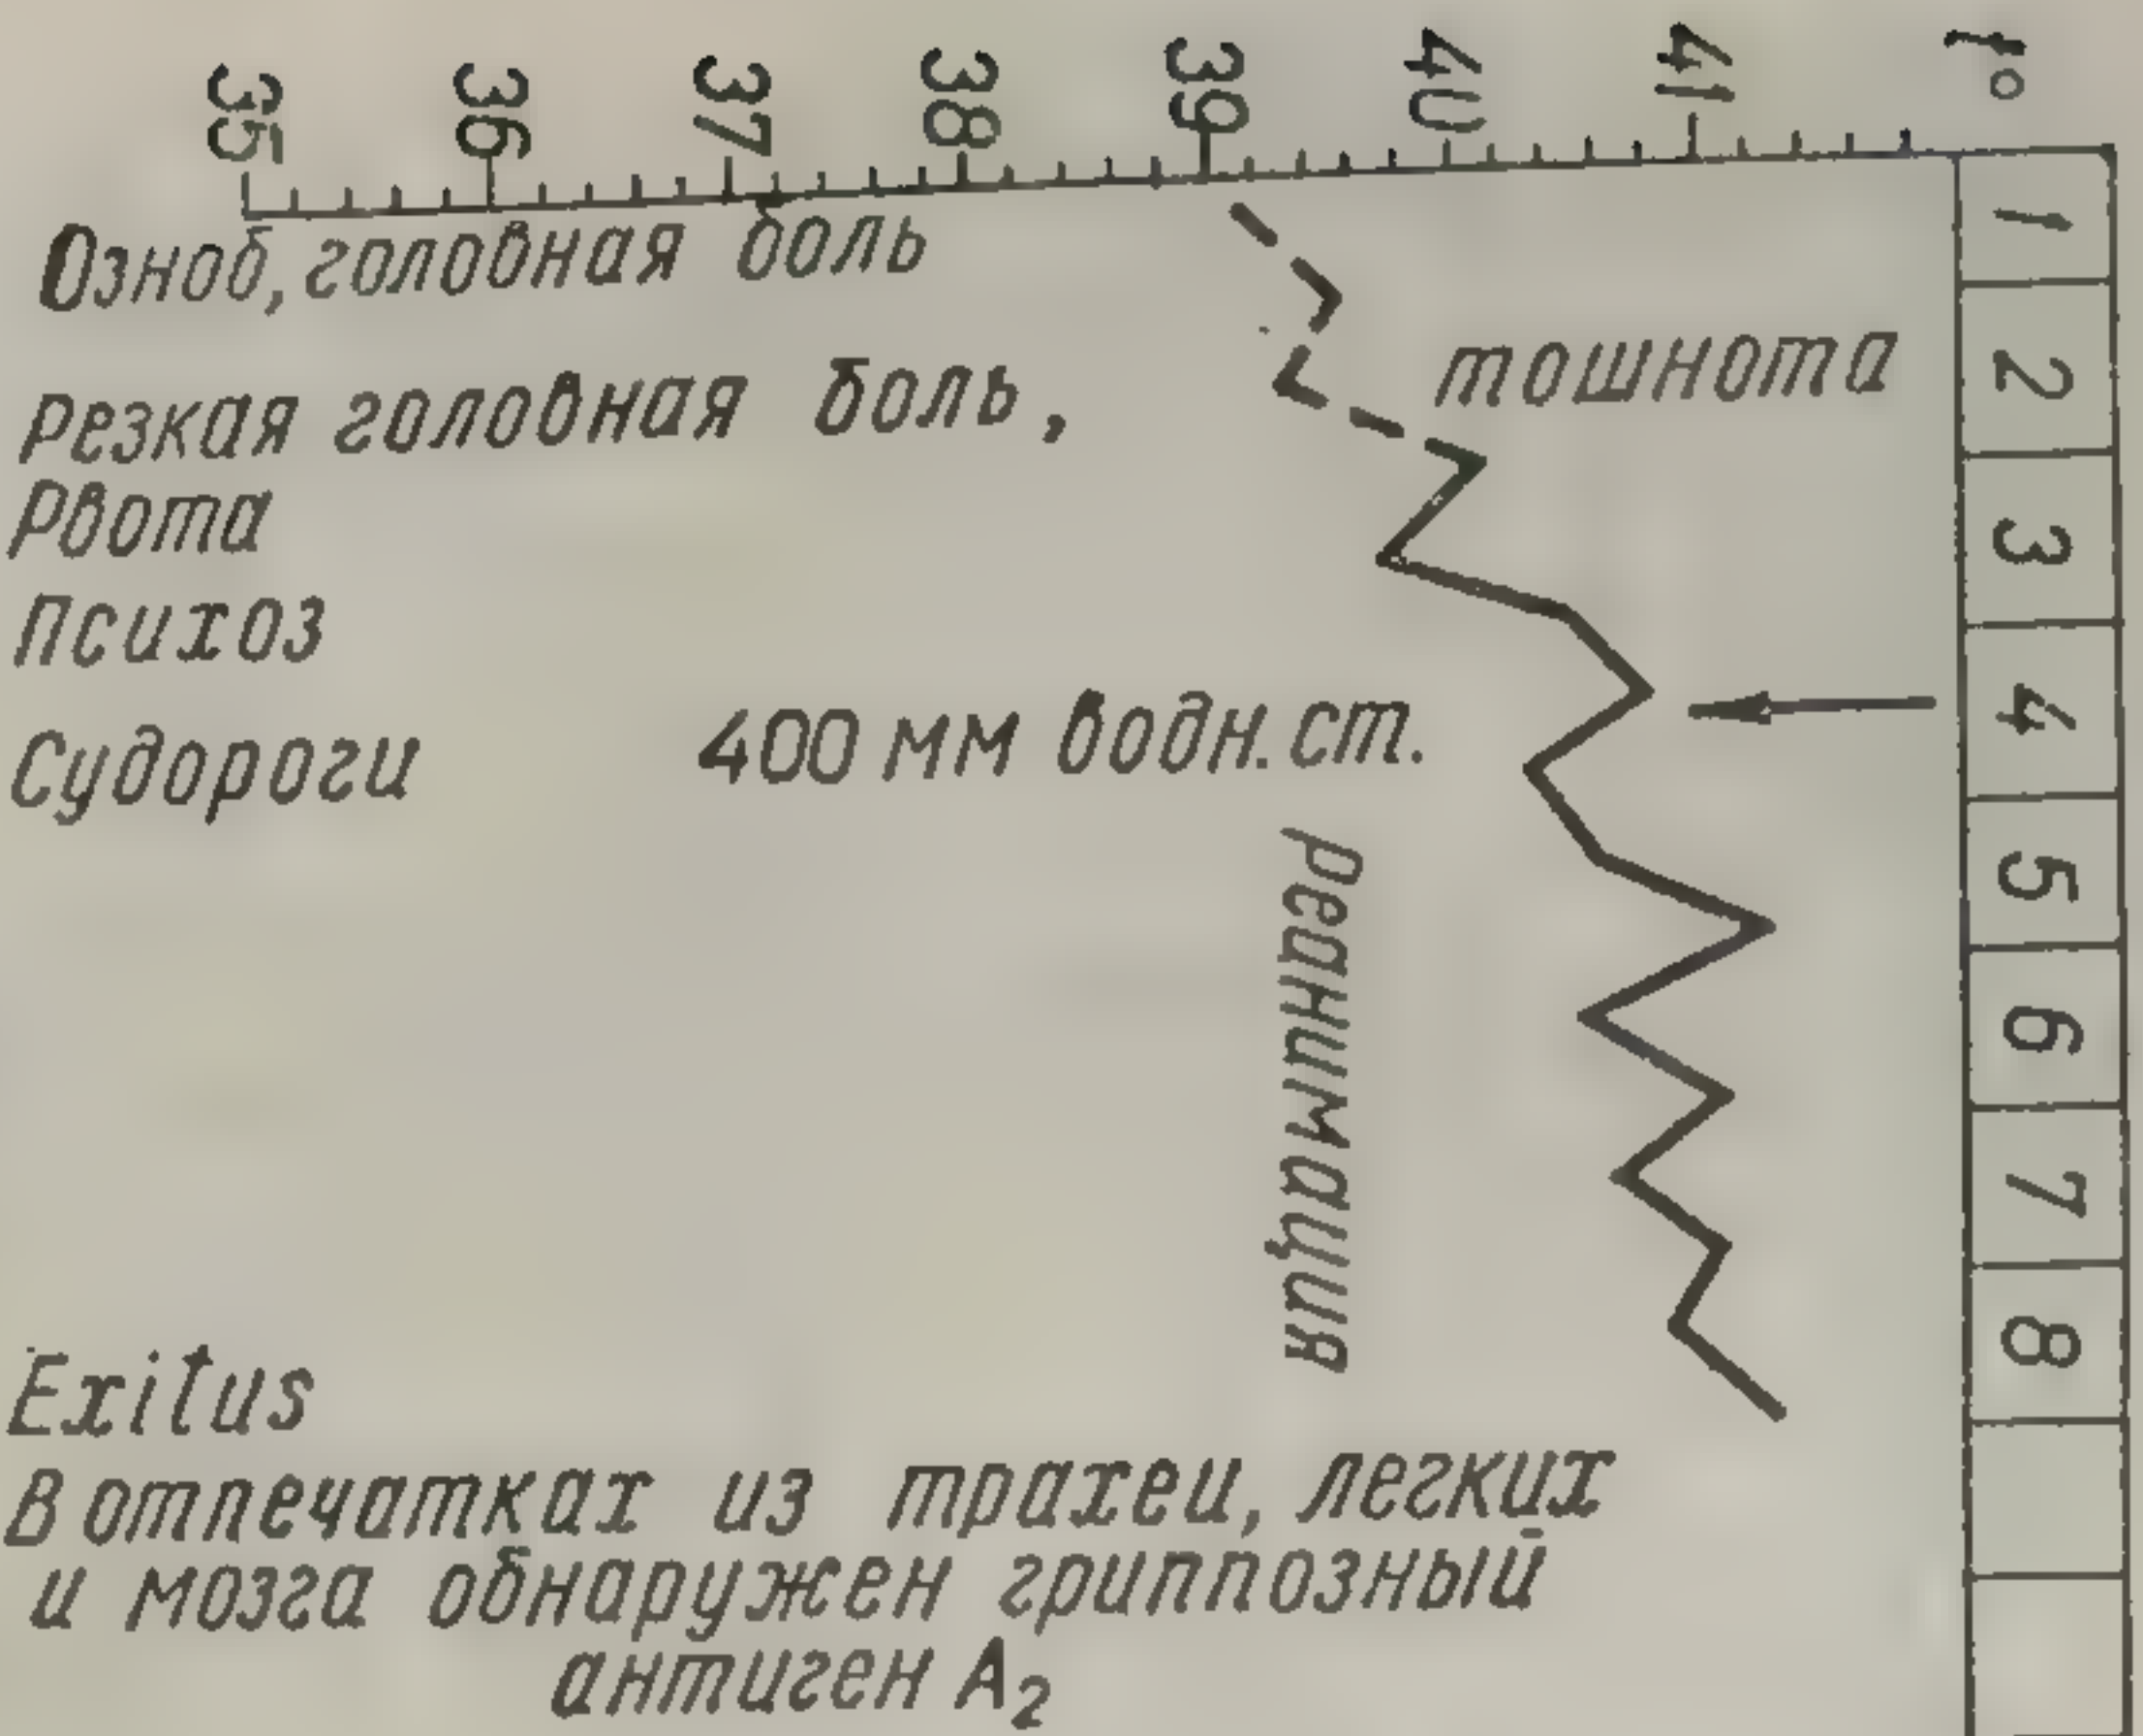 35 36 37 38 39 40 41 t°
Озноб, головная боль
1
тошнота
2
резкая головная боль,
Рвота
3
психоз
4
Судороги 400 мм водн. ст.
5
Реанимация
6
7
8
Exitus
В отпечатках из трахеи, легких
и мозга обнаружен гриппозный
антиген А₂